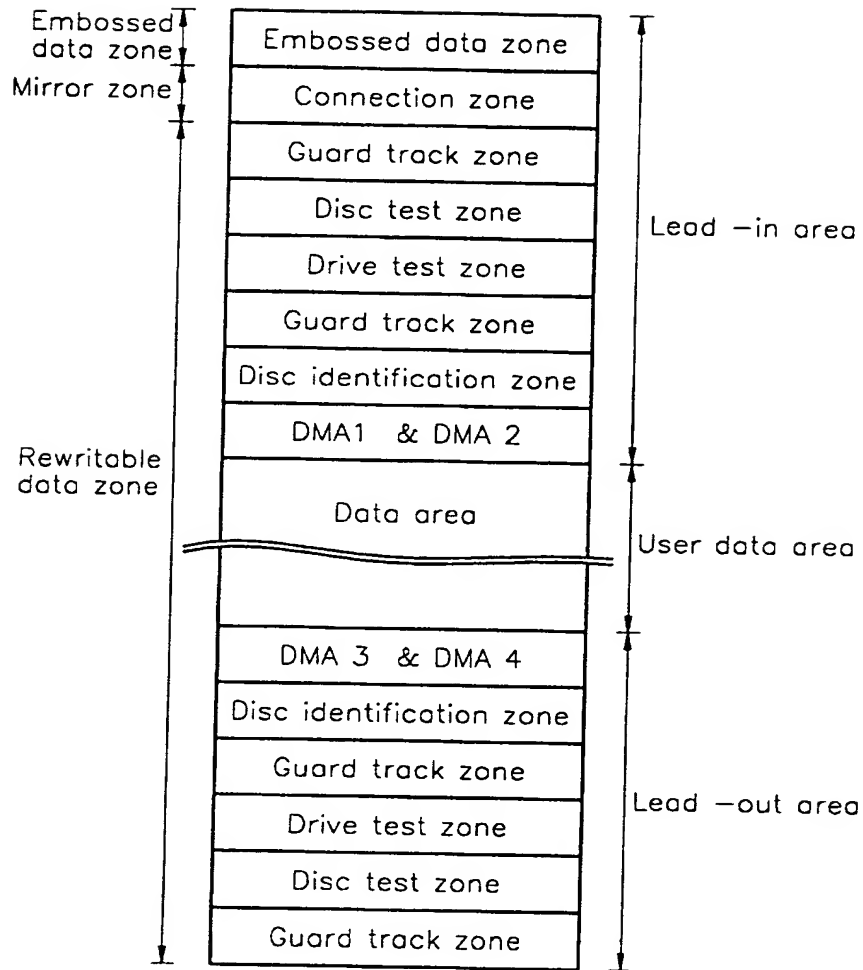 Embossed
data zone
Embossed data zone
Mirror zone
Connection zone
Guard track zone
Disc test zone
Lead -in area
Drive test zone
Guard track zone
Disc identification zone
DMA1 & DMA 2
Rewritable
data zone
Data area
User data area
DMA 3 & DMA 4
Disc identification zone
Guard track zone
Lead -out area
Drive test zone
Disc test zone
Guard track zone